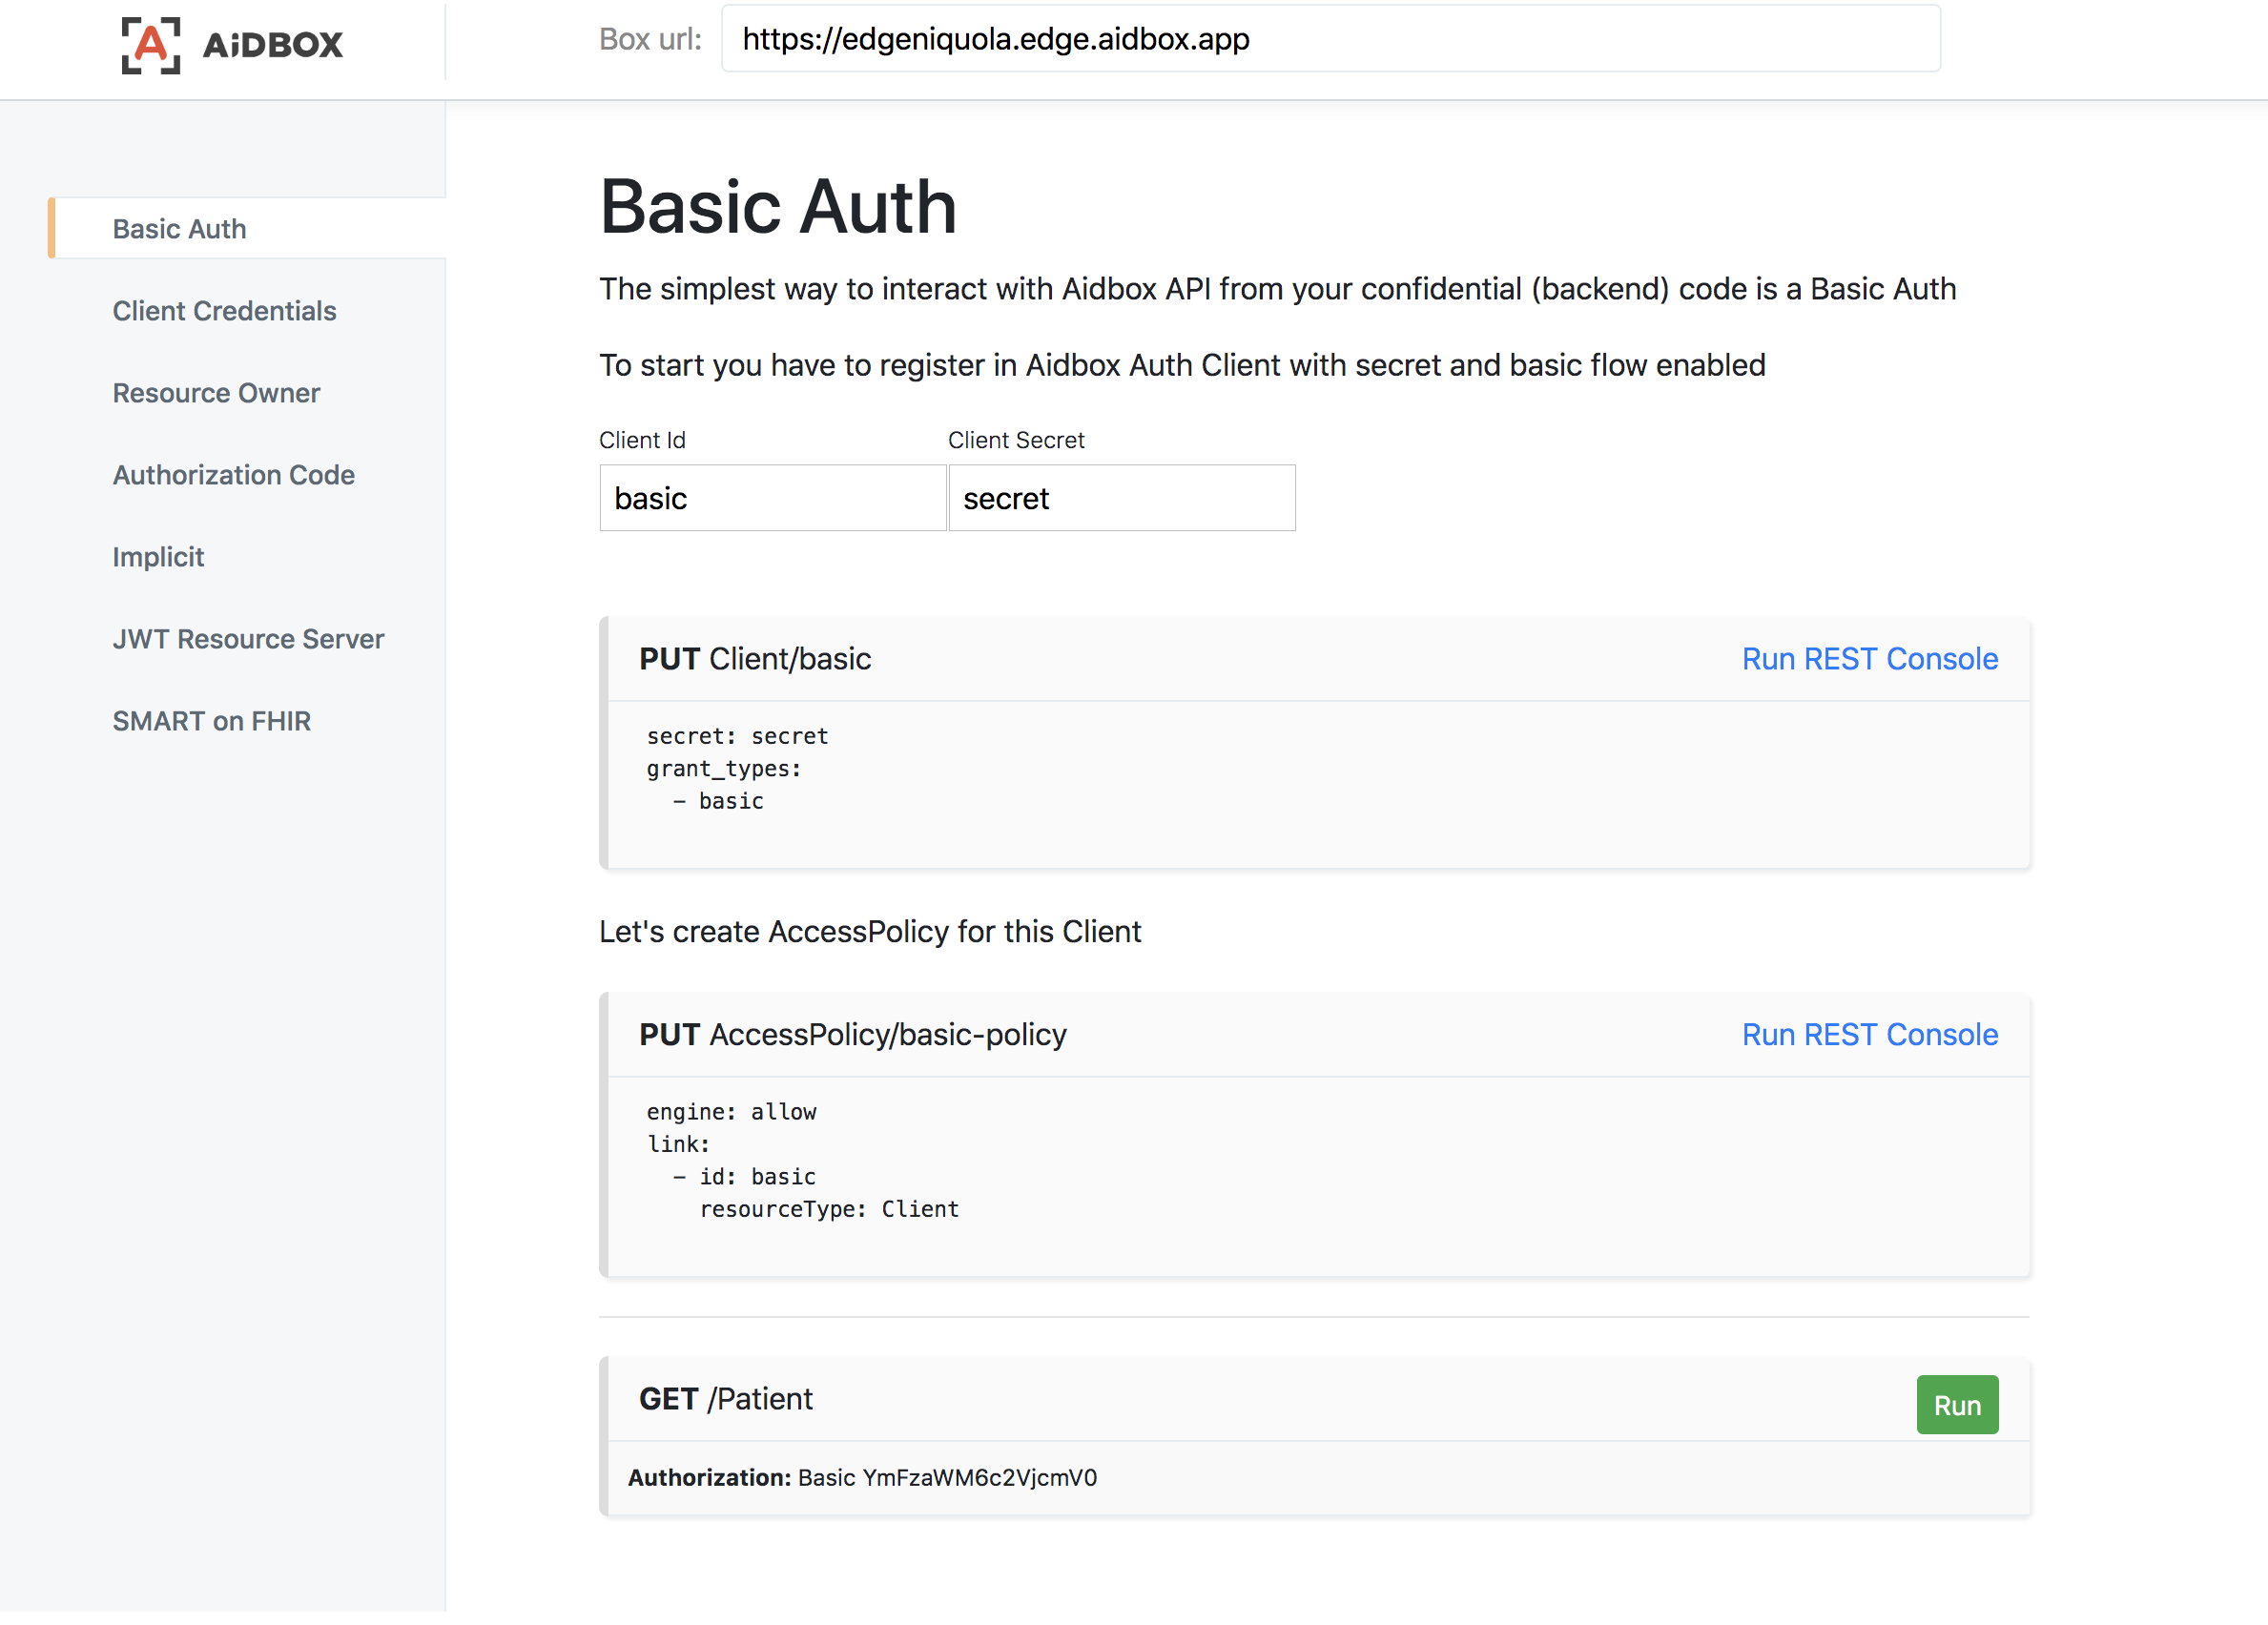 AiDBOX
Box url: https://edgeniquola.edge.aidbox.app
Basic Auth
Client Credentials
Resource Owner
Authorization Code
Implicit
JWT Resource Server
SMART on FHIR
Basic Auth
The simplest way to interact with Aidbox API from your confidential (backend) code is a Basic Auth
To start you have to register in Aidbox Auth Client with secret and basic flow enabled
Client Id Client Secret
basic secret
PUT Client/basic Run REST Console
secret: secret
grant_types:
  - basic
Let's create AccessPolicy for this Client
PUT AccessPolicy/basic-policy Run REST Console
engine: allow
link:
  - id: basic
    resourceType: Client
GET /Patient Run
Authorization: Basic YmFzaWM6c2VjcmV0